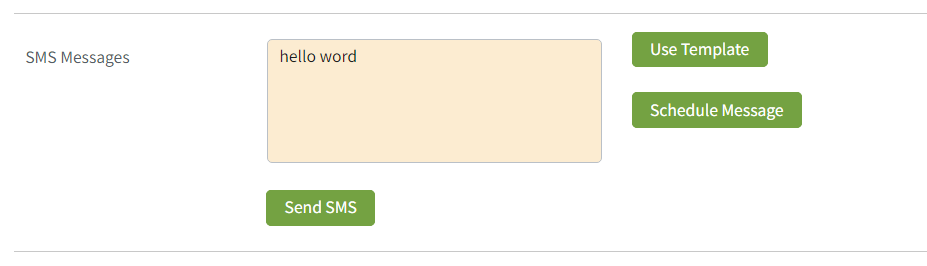 SMS Messages
hello word
Use Template
Schedule Message
Send SMS